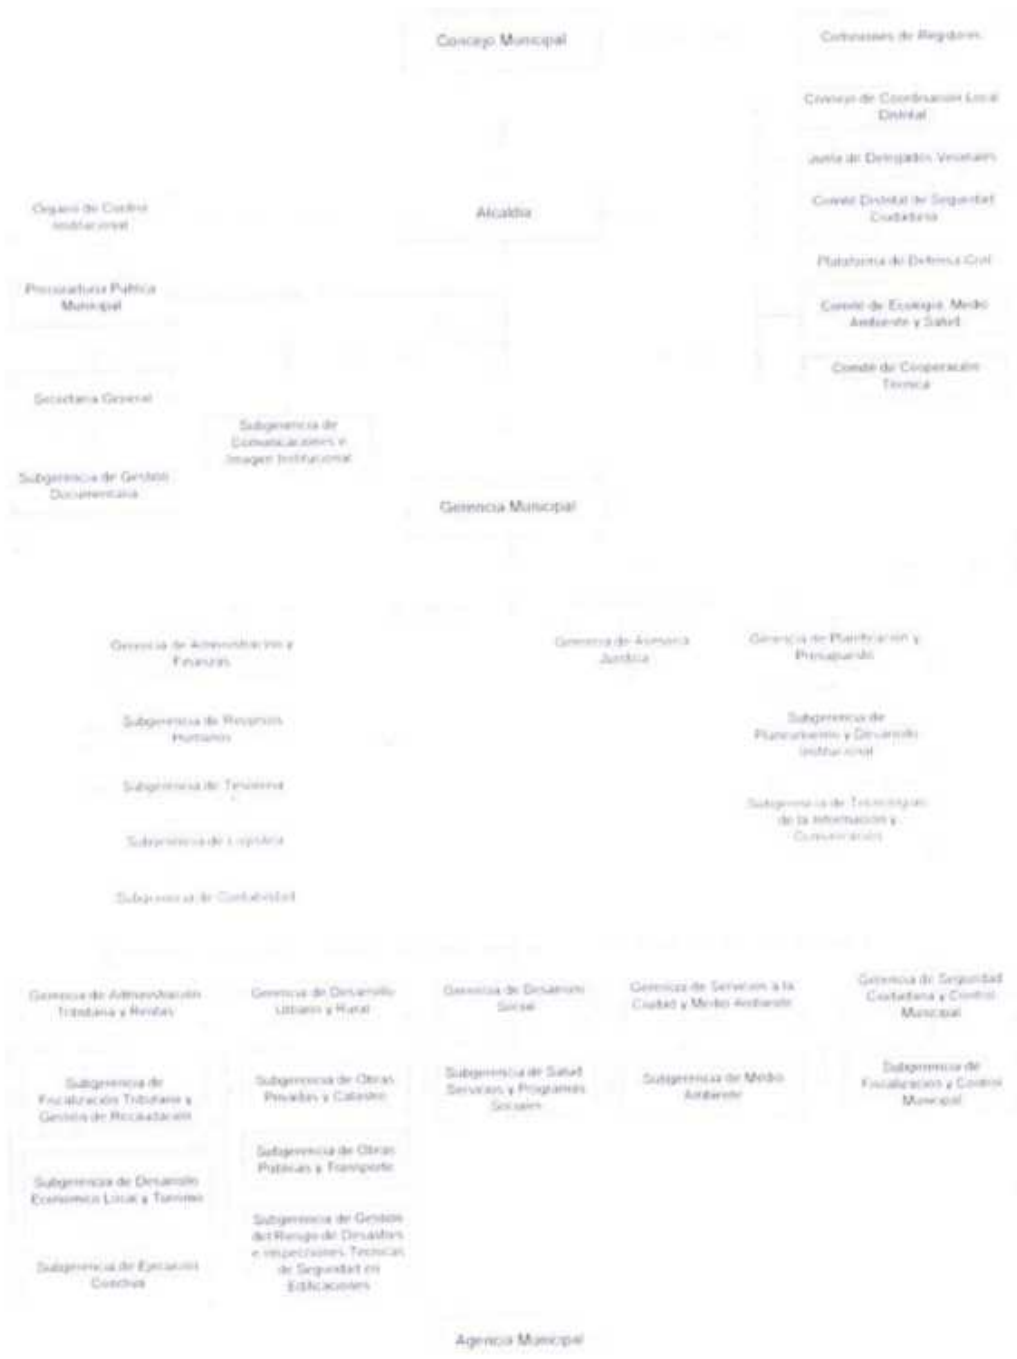 Concejo Municipal
Comisiones de Regidores
Consejo de Coordinación Local
Distrital
Junta de Delegados Vecinales
Comité Distrital de Seguridad
Ciudadana
Plataforma de Defensa Civil
Comité de Ecología, Medio
Ambiente y Salud
Comité de Cooperación
Técnica
Órgano de Control
Institucional
Alcaldía
Procuraduría Pública
Municipal
Secretaría General
Subgerencia de
Comunicaciones e
Imagen Institucional
Subgerencia de Gestión
Documentaria
Gerencia Municipal
Gerencia de Administración y
Finanzas
Gerencia de Asesoría
Jurídica
Gerencia de Planificación y
Presupuesto
Subgerencia de Recursos
Humanos
Subgerencia de
Planeamiento y Desarrollo
Institucional
Subgerencia de Tesorería
Subgerencia de Tecnologías
de la Información y
Comunicación
Subgerencia de Logística
Subgerencia de Contabilidad
Gerencia de Administración
Tributaria y Rentas
Gerencia de Desarrollo
Urbano y Rural
Gerencia de Desarrollo
Social
Gerencia de Servicios a la
Ciudad y Medio Ambiente
Gerencia de Seguridad
Ciudadana y Control
Municipal
Subgerencia de
Fiscalización Tributaria y
Gestión de Recaudación
Subgerencia de Obras
Privadas y Catastro
Subgerencia de Salud
Servicios y Programas
Sociales
Subgerencia de Medio
Ambiente
Subgerencia de
Fiscalización y Control
Municipal
Subgerencia de Desarrollo
Económico Local y Turismo
Subgerencia de Obras
Públicas y Transporte
Subgerencia de Ejecución
Coactiva
Subgerencia de Gestión
del Riesgo de Desastres
e Inspecciones Técnicas
de Seguridad en
Edificaciones
Agencia Municipal